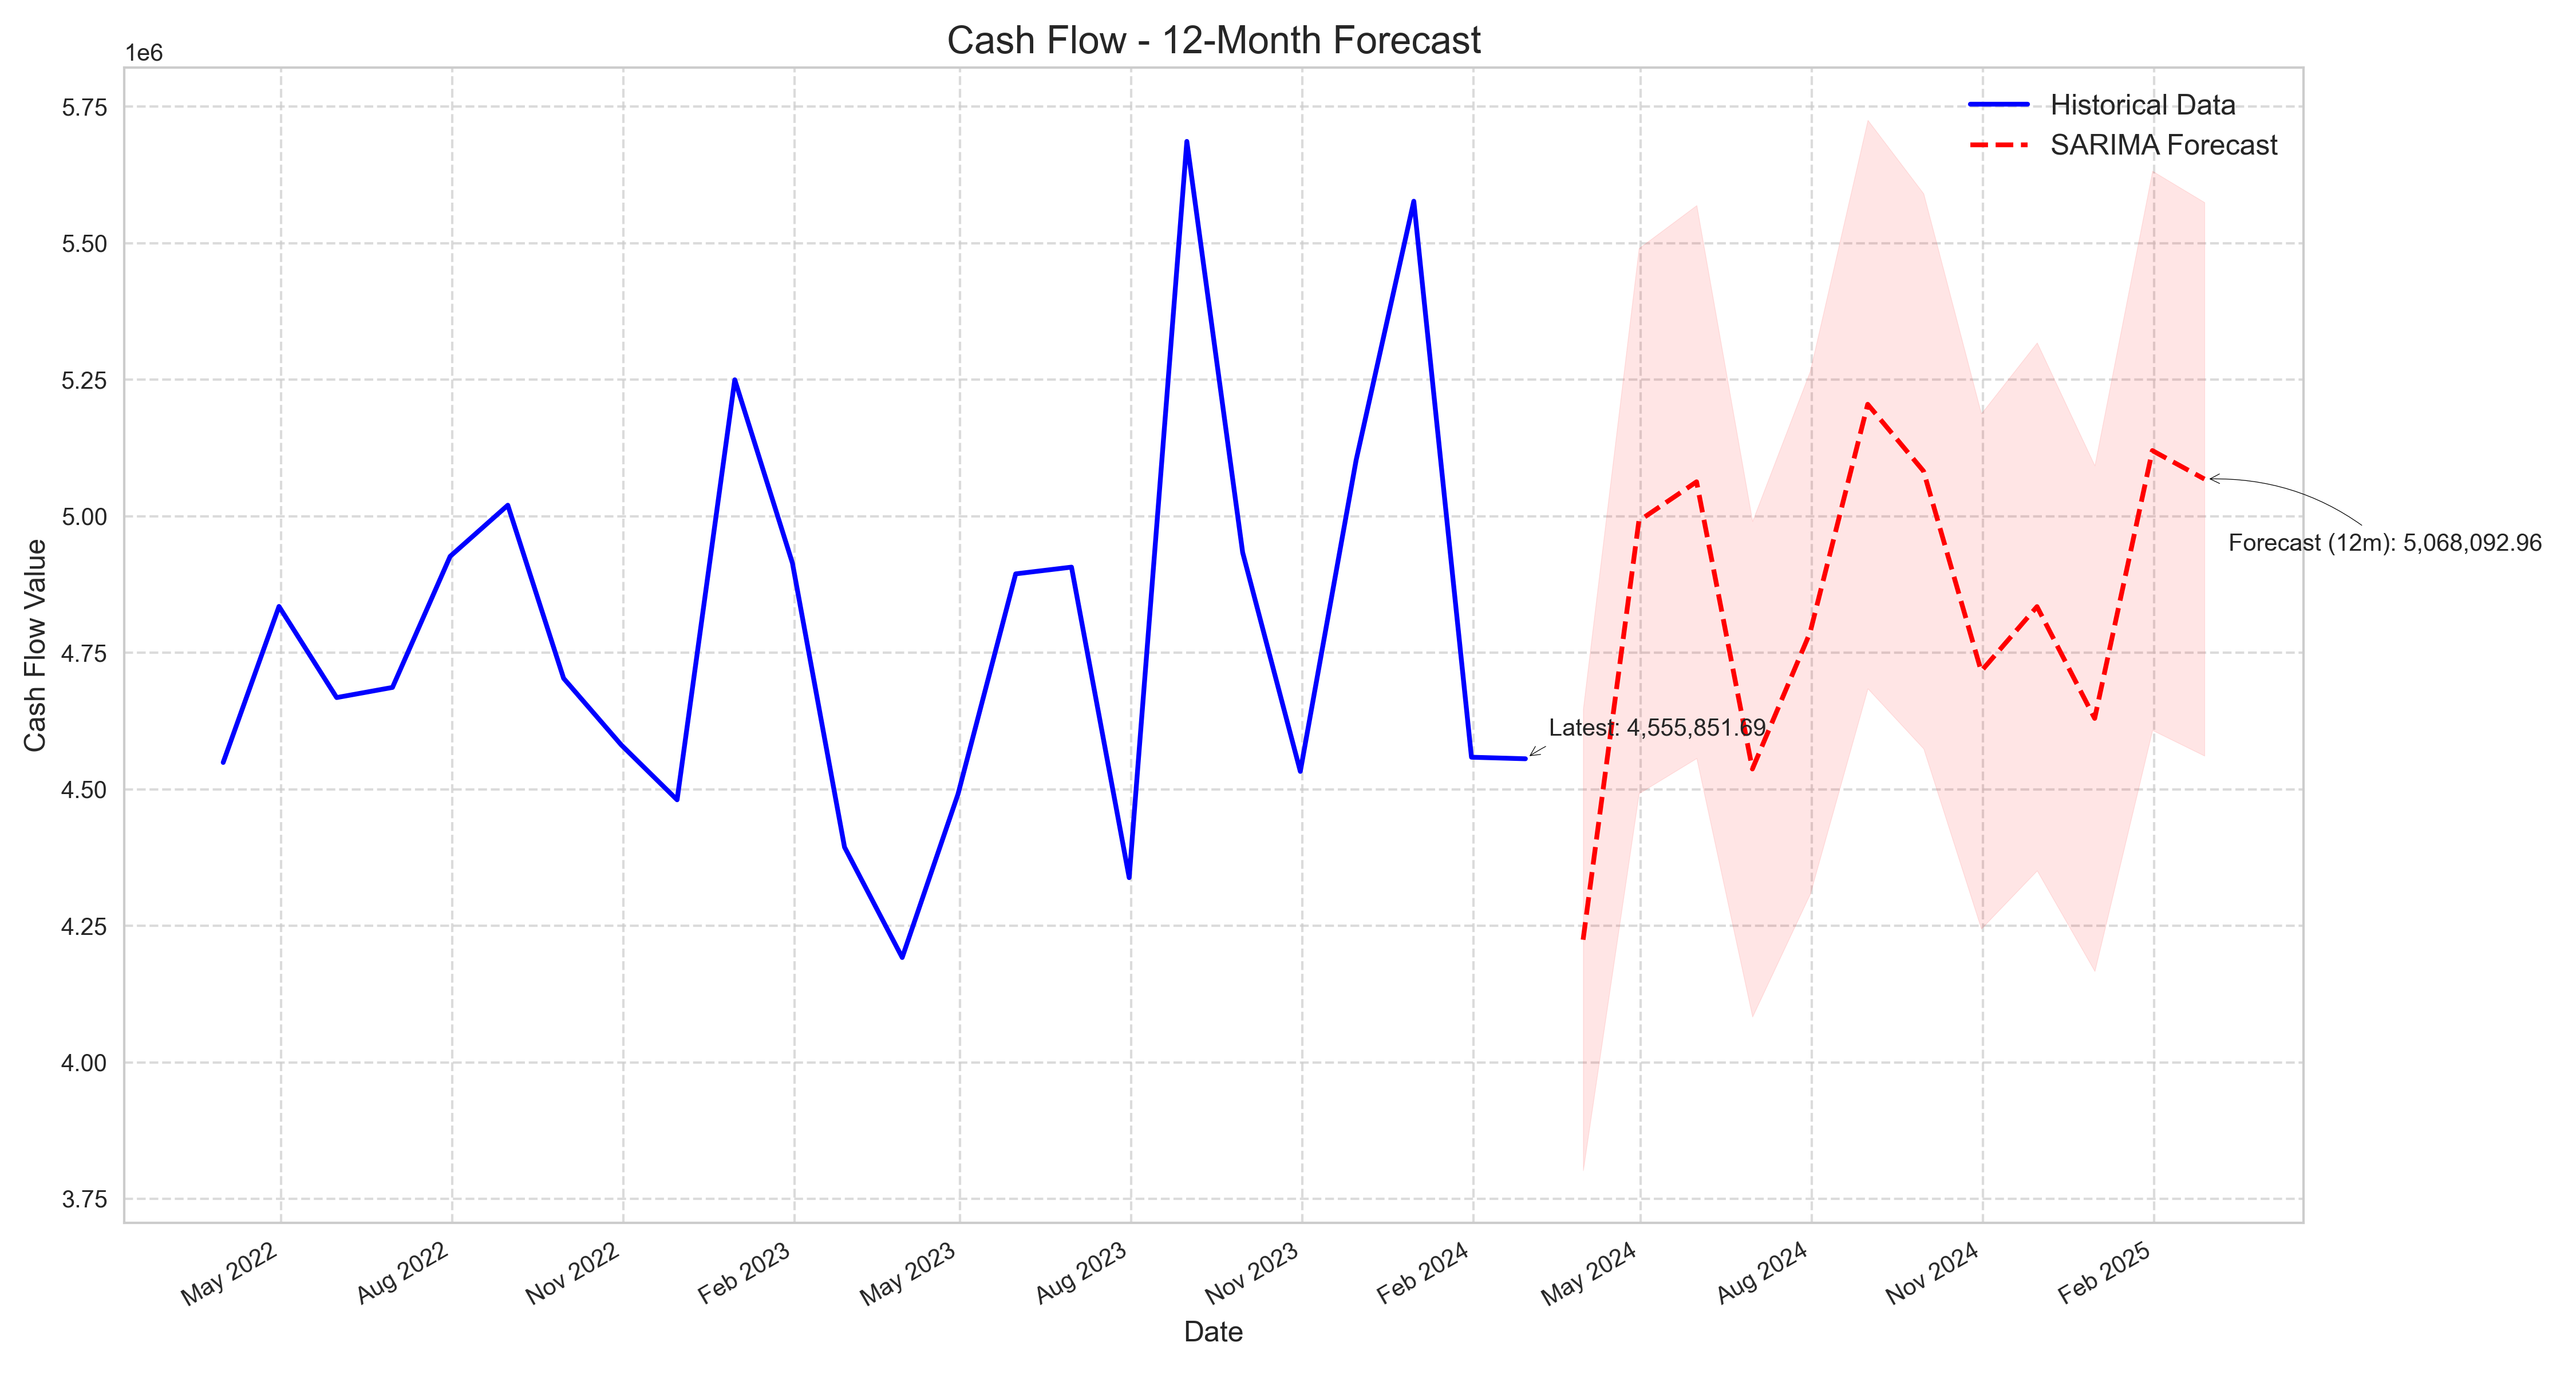 Cash Flow - 12-Month Forecast
1e6
5.75
5.50
5.25
5.00
4.75
4.50
4.25
4.00
3.75
Cash Flow Value
Historical Data
SARIMA Forecast
Latest: 4,555,851.69
Forecast (12m): 5,068,092.96
May 2022
Aug 2022
Nov 2022
Feb 2023
May 2023
Aug 2023
Nov 2023
Feb 2024
May 2024
Aug 2024
Nov 2024
Feb 2025
Date